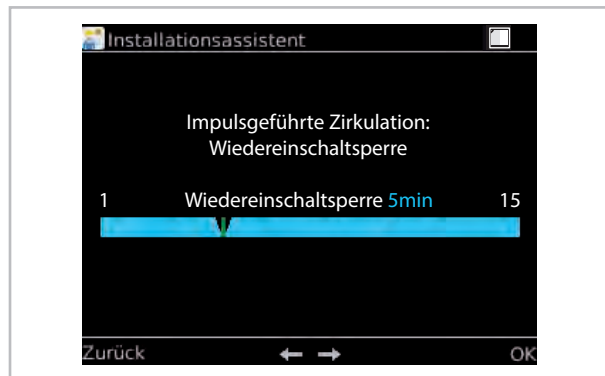 Installationsassistent
Impulsgeführte Zirkulation:
Wiedereinschaltsperre
1 Wiedereinschaltsperre 5min 15
Zurück ← → OK